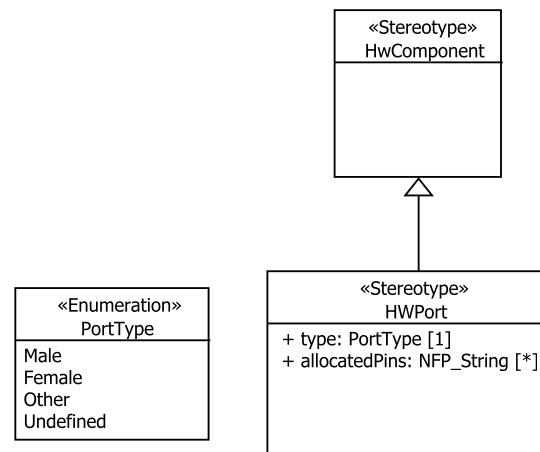 «Stereotype»
HwComponent
«Stereotype»
HWPort
+ type: PortType [1]
+ allocatedPins: NFP_String [*]
«Enumeration»
PortType
Male
Female
Other
Undefined